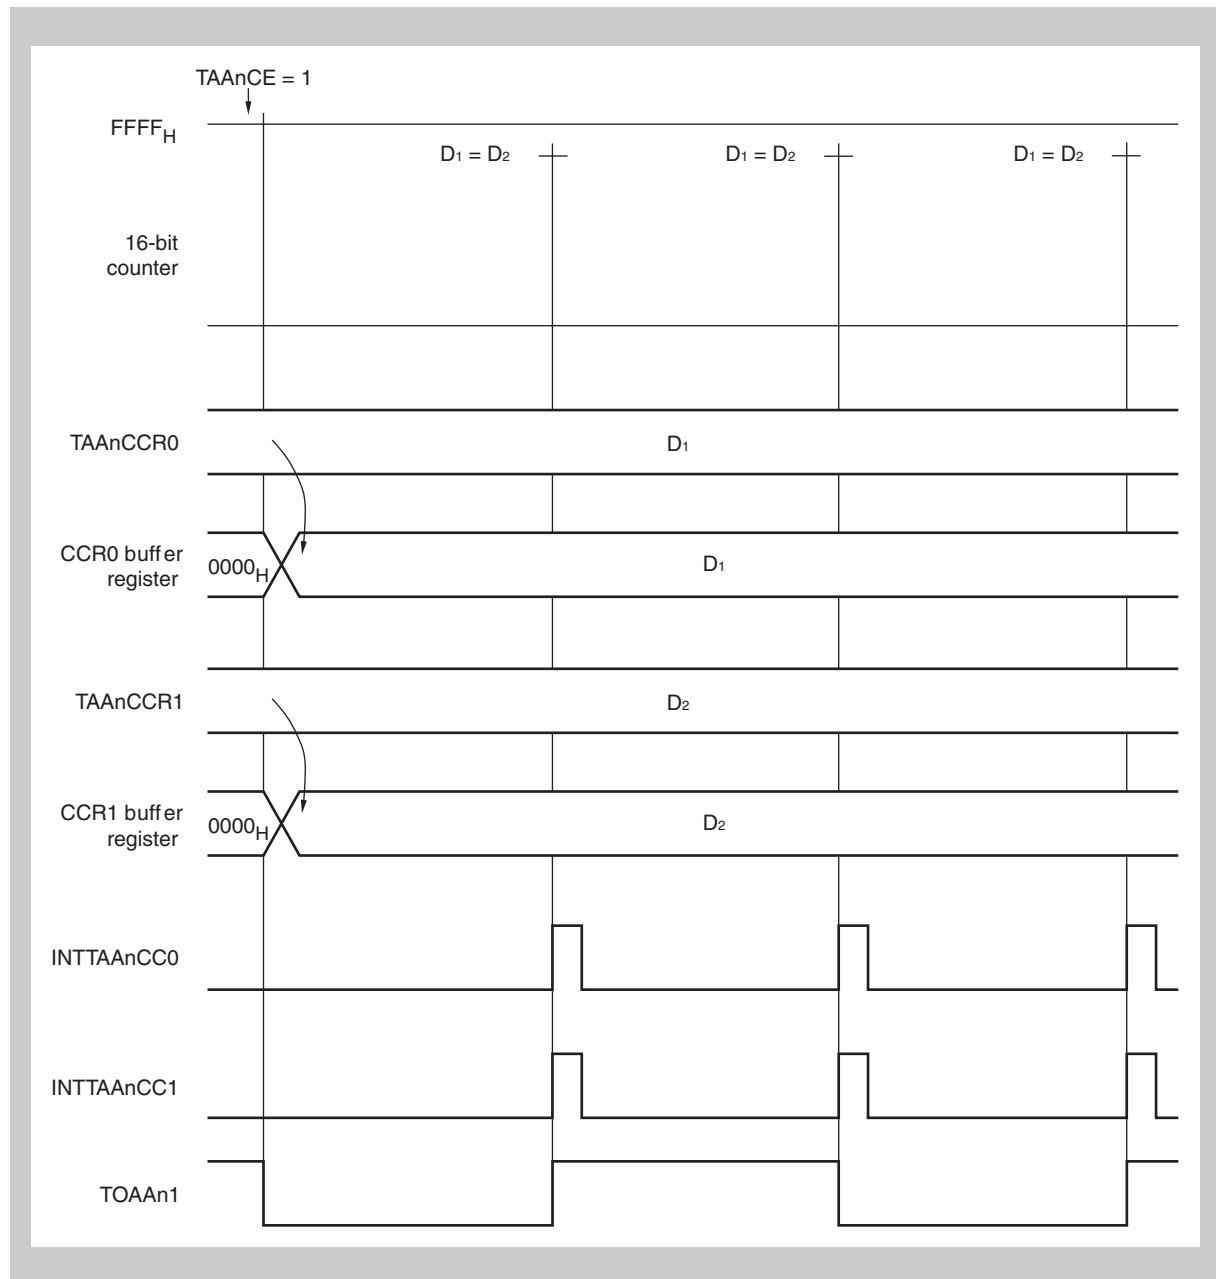 TAAnCE = 1
FFFFH
D1 = D2
D1 = D2
D1 = D2
16-bit
counter
TAAnCCR0
D1
CCR0 buffer
register
0000H
D1
TAAnCCR1
D2
CCR1 buffer
register
0000H
D2
INTTAAnCC0
INTTAAnCC1
TOAAn1